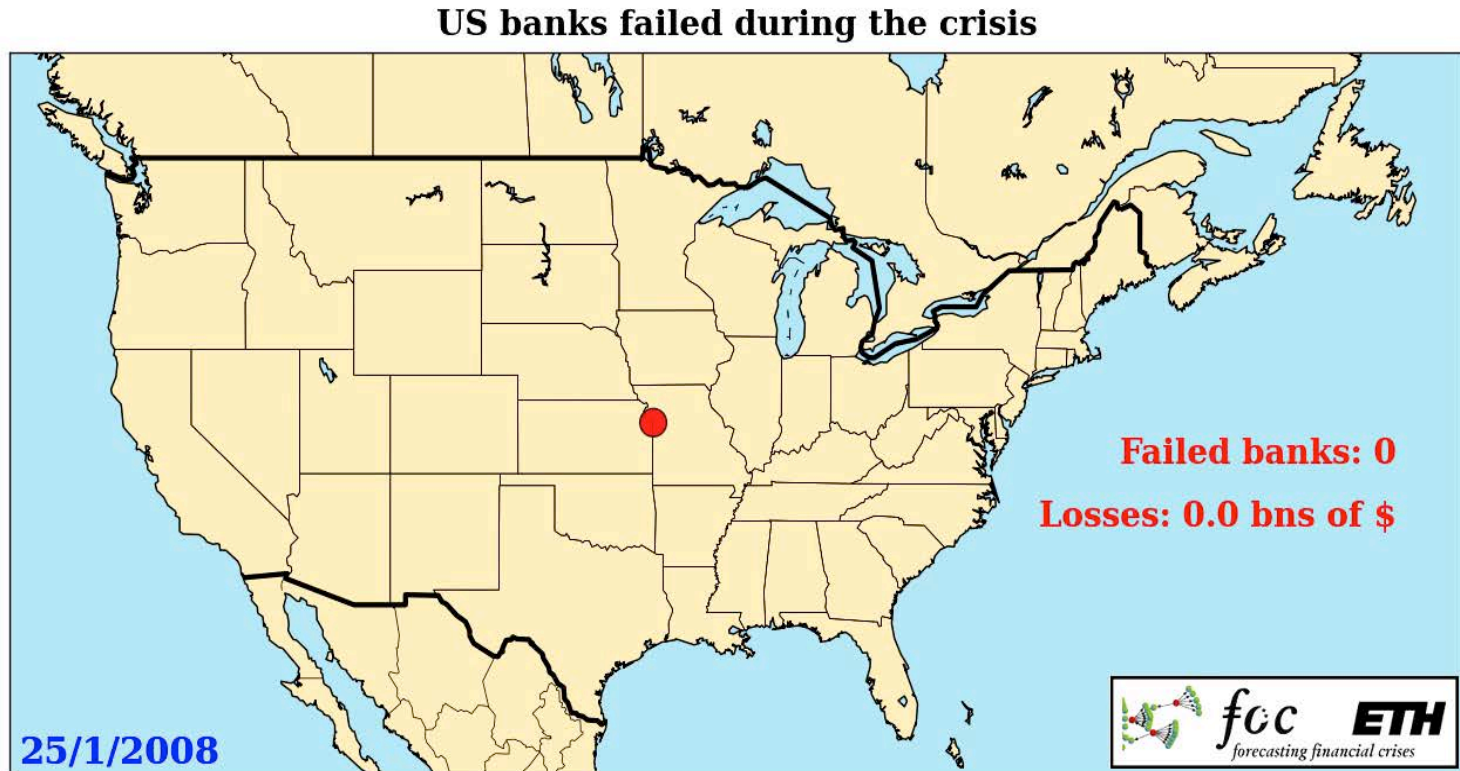 US banks failed during the crisis
Failed banks: 0
Losses: 0.0 bns of $
25/1/2008
foc
ETH
forecasting financial crises